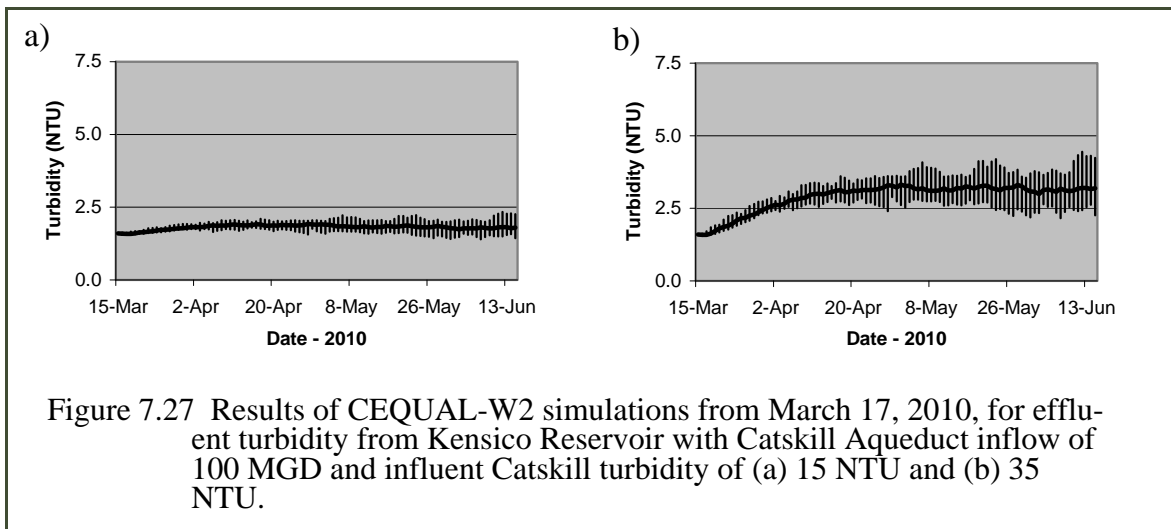 a)
7.5
5.0
2.5
0.0
Turbidity (NTU)
15-Mar 2-Apr 20-Apr 8-May 26-May 13-Jun
Date - 2010
b)
7.5
5.0
2.5
0.0
Turbidity (NTU)
15-Mar 2-Apr 20-Apr 8-May 26-May 13-Jun
Date - 2010
Figure 7.27 Results of CEQUAL-W2 simulations from March 17, 2010, for efflu-
ent turbidity from Kensico Reservoir with Catskill Aqueduct inflow of
100 MGD and influent Catskill turbidity of (a) 15 NTU and (b) 35
NTU.